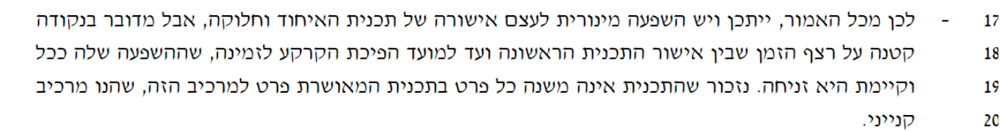 17 - לכן מכל האמור, ייתכן ויש השפעה מינורית לעצם אישורה של תכנית האיחוד וחלוקה, אבל מדובר בנקודה
18 קטנה על רצף הזמן שבין אישור התכנית הראשונה ועד למועד הפיכת הקרקע לזמינה, שההשפעה שלה ככל
19 וקיימת היא זניחה. נזכור שהתכנית אינה משנה כל פרט בתכנית המאושרת פרט למרכיב הזה, שהנו מרכיב
20 קנייני.